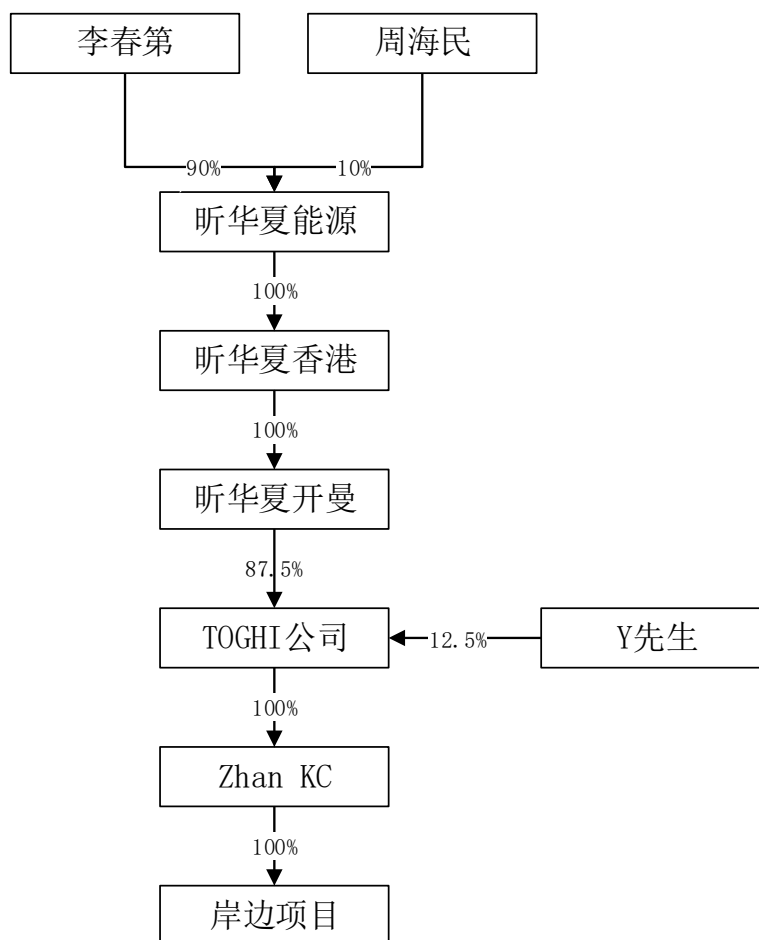 李春第
周海民
90%
10%
昕华夏能源
100%
昕华夏香港
100%
昕华夏开曼
87.5%
TOGHI公司
12.5%
Y先生
100%
Zhan KC
100%
岸边项目